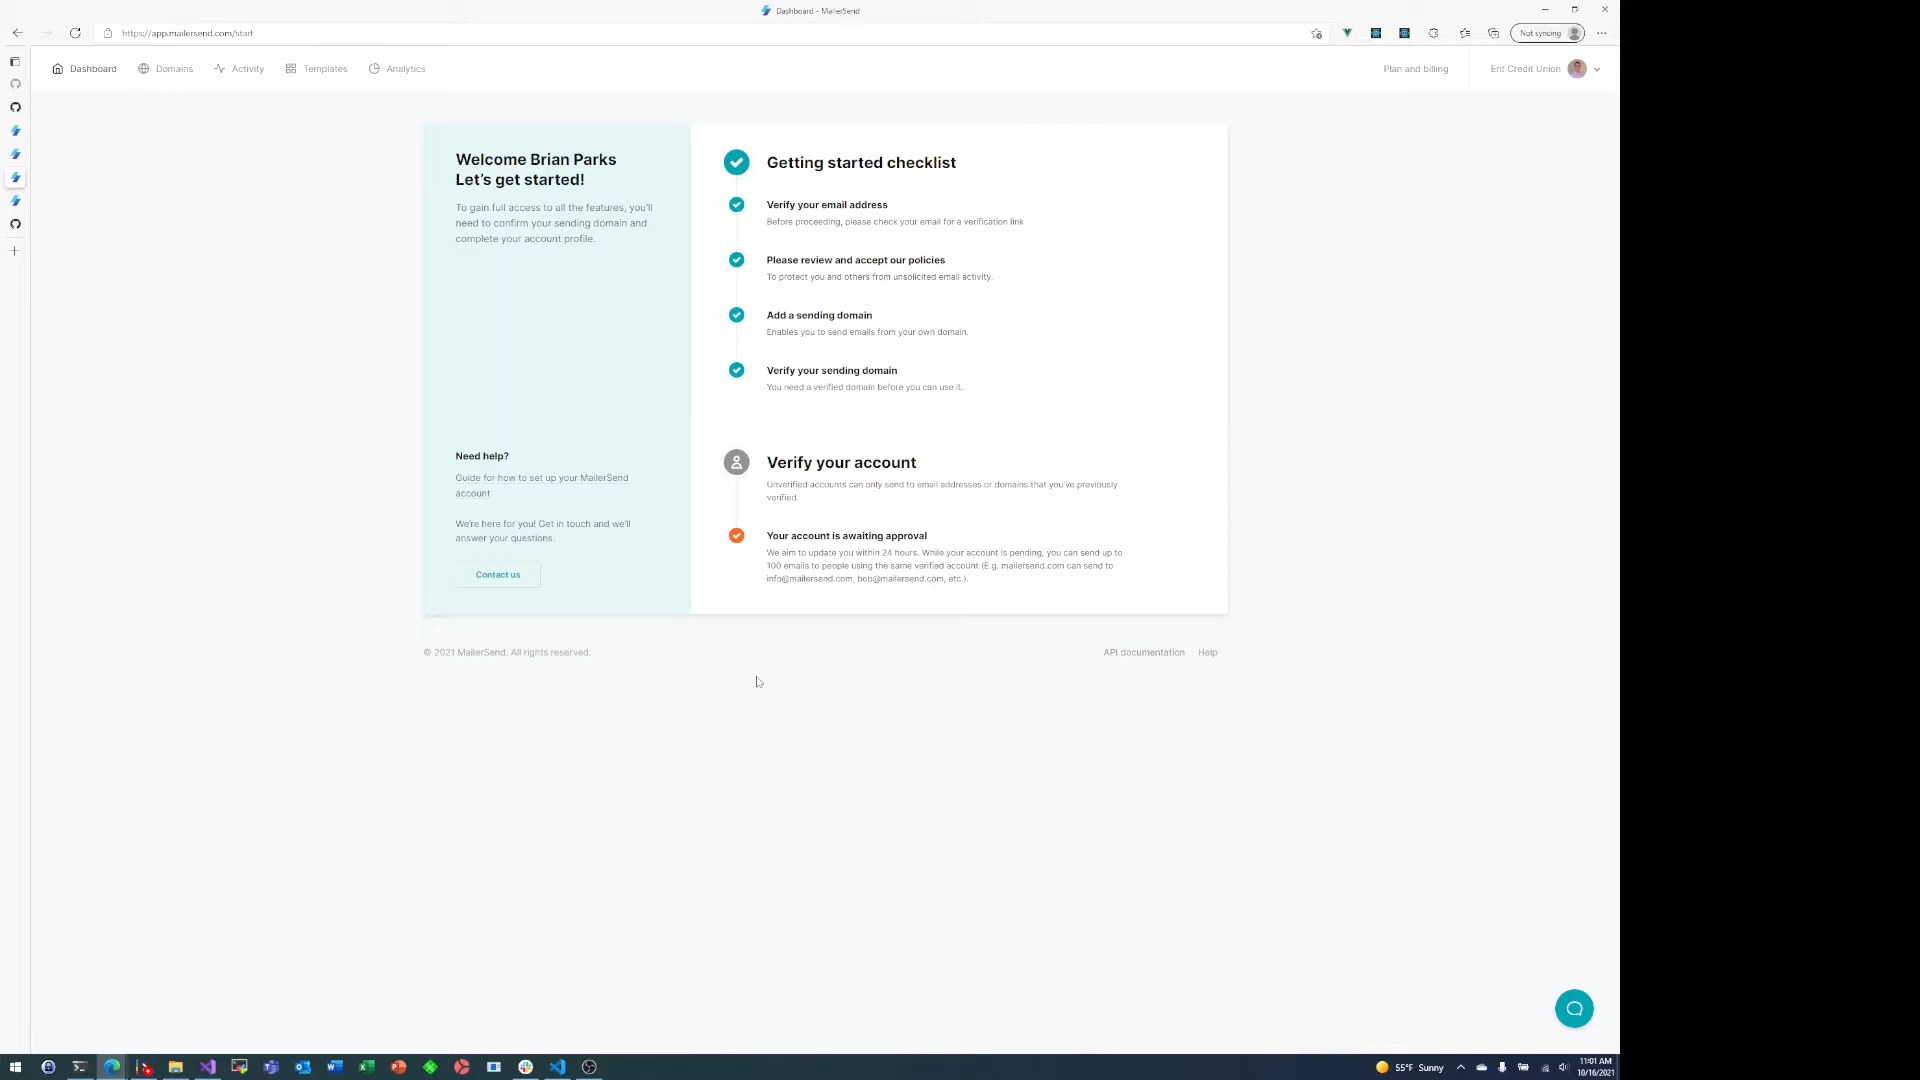 Dashboard - MailerSend
https://app.mailersend.com/start
Not syncing
Dashboard
Domains
Activity
Templates
Analytics
Plan and billing
Ent Credit Union
Welcome Brian Parks
Let's get started!
To gain full access to all the features, you'll
need to confirm your sending domain and
complete your account profile.
Need help?
Guide for how to set up your MailerSend
account
We're here for you! Get in touch and we'll
answer your questions.
Contact us
Getting started checklist
Verify your email address
Before proceeding, please check your email for a verification link
Please review and accept our policies
To protect you and others from unsolicited email activity.
Add a sending domain
Enables you to send emails from your own domain.
Verify your sending domain
You need a verified domain before you can use it.
Verify your account
Unverified accounts can only send to email addresses or domains that you've previously
verified.
Your account is awaiting approval
We aim to update you within 24 hours. While your account is pending, you can send up to
100 emails to people using the same verified account (E.g. mailersend.com can send to
info@mailersend.com, bob@mailersend.com, etc.).
© 2021 MailerSend. All rights reserved.
API documentation
Help
55°F Sunny
11:01 AM
10/16/2021